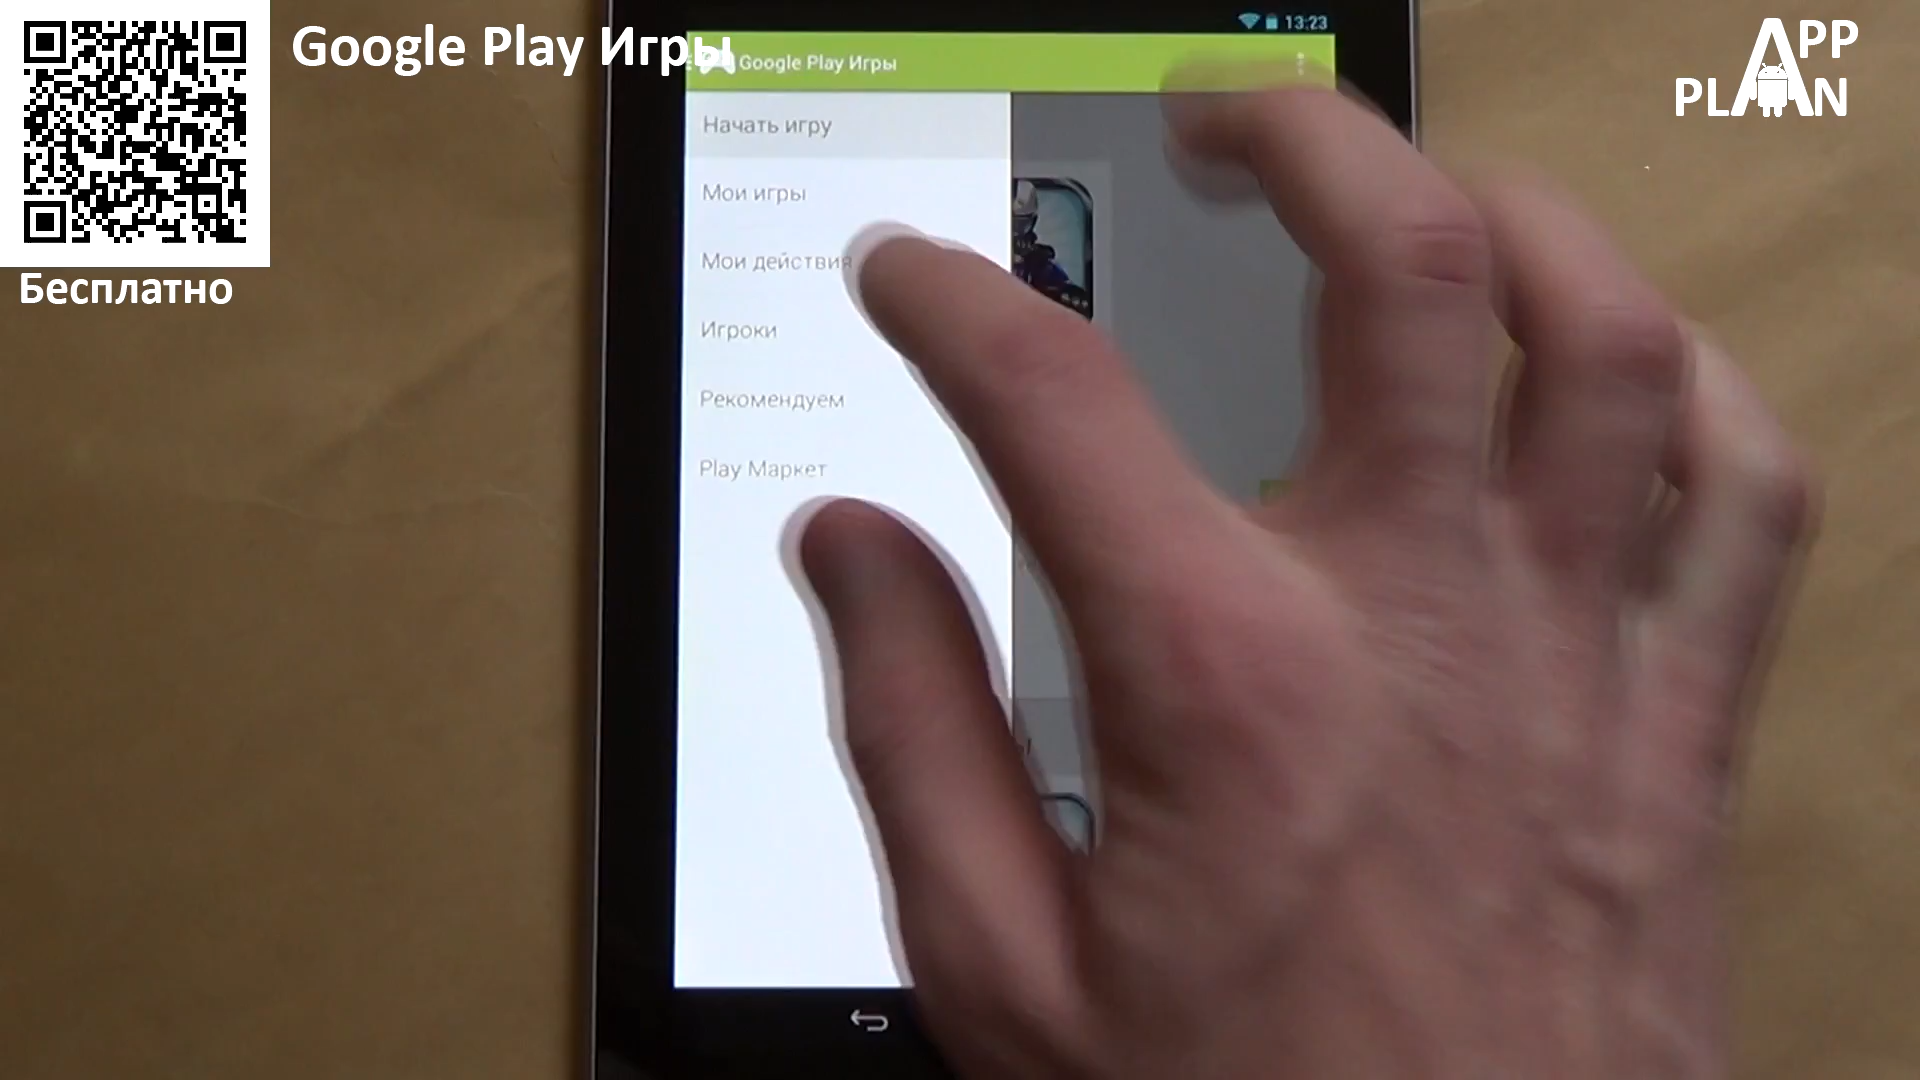 Google Play Игры
Бесплатно
APP
PLAN
13:23
Google Play Игры
Начать игру
Мои игры
Мои действия
Игроки
Рекомендуем
Play Маркет